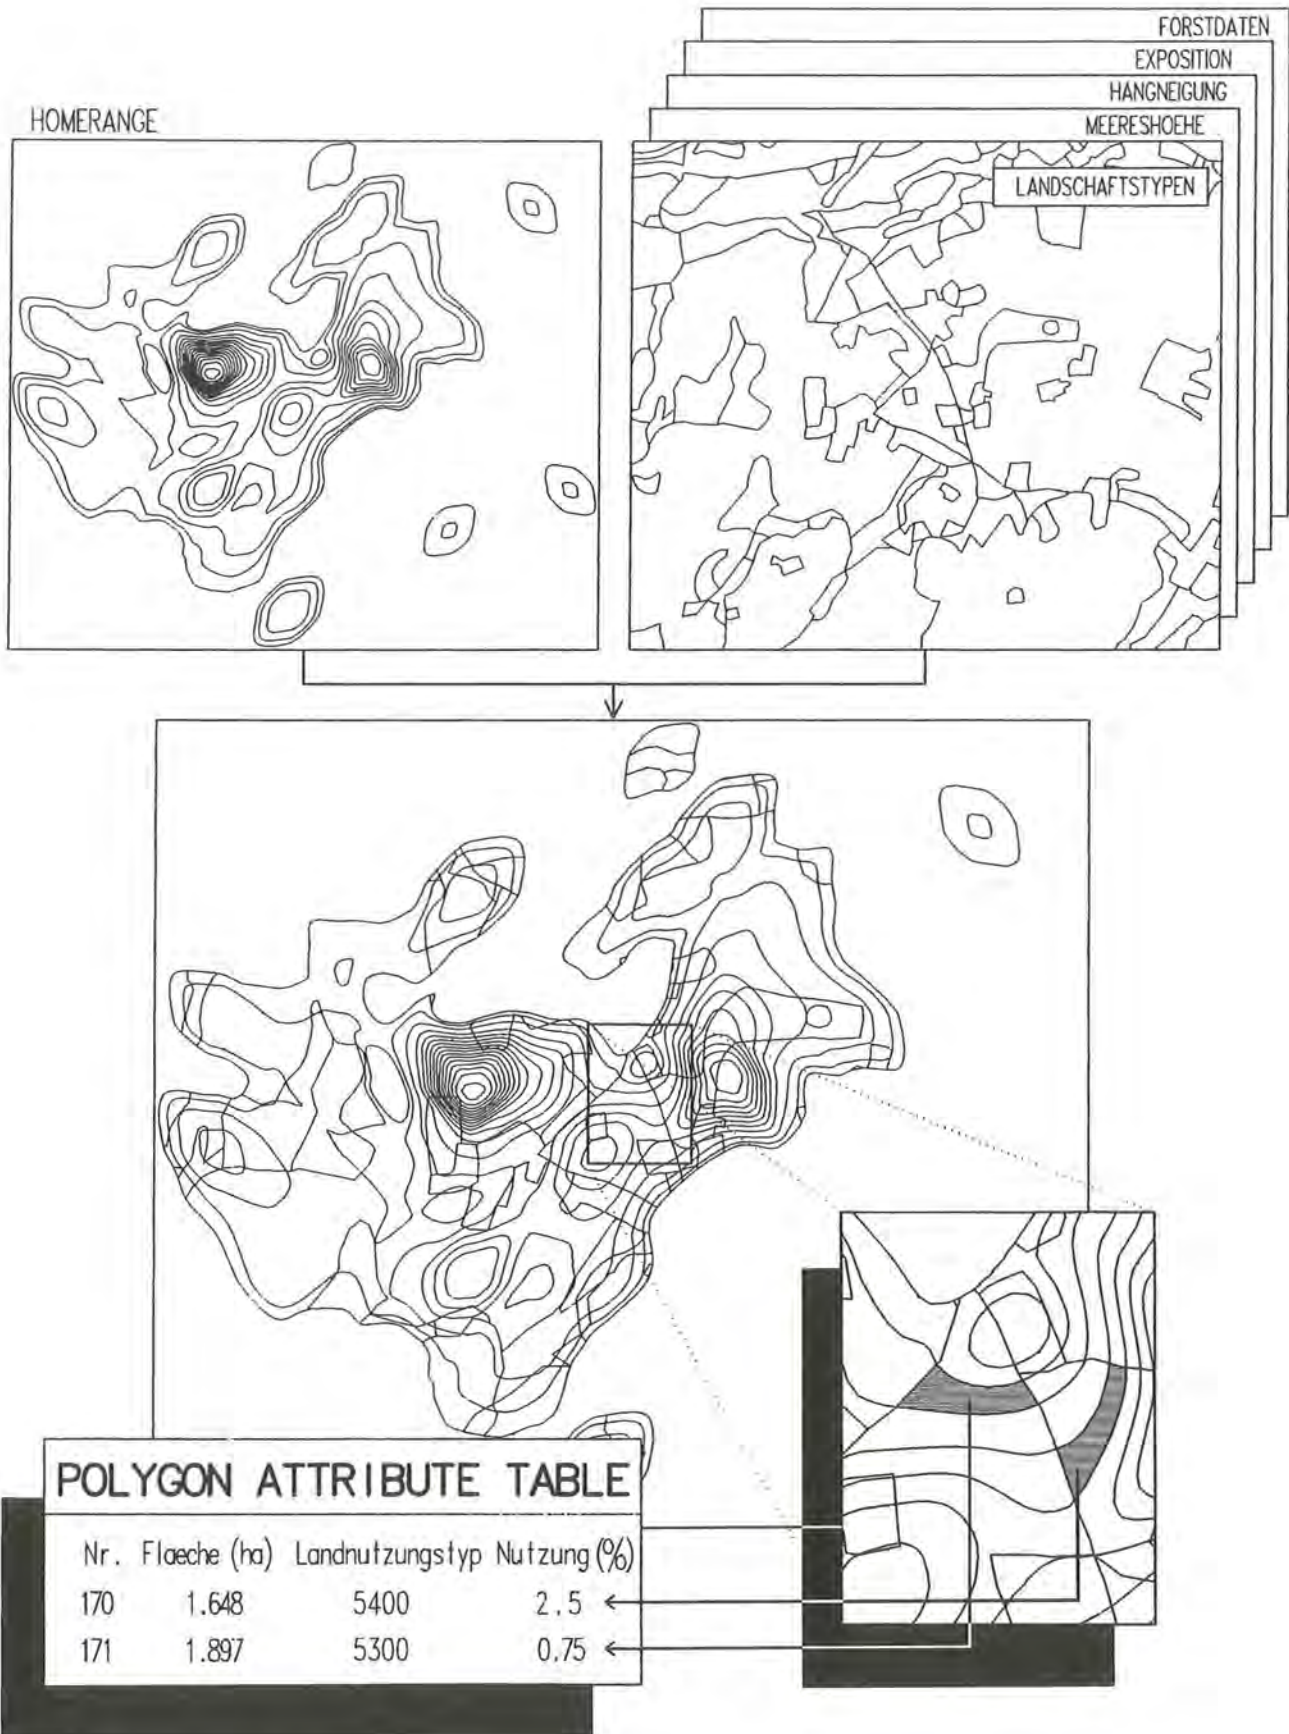 FORSTDATEN
EXPOSITION
HANGNEIGUNG
MEERESHOEHE
LANDSCHAFTSTYPEN
HOMERANGE
POLYGON ATTRIBUTE TABLE
Nr. Flaeche (ha) Landnutzungstyp Nutzung (%)
170 1.648 5400 2.5
171 1.897 5300 0.75